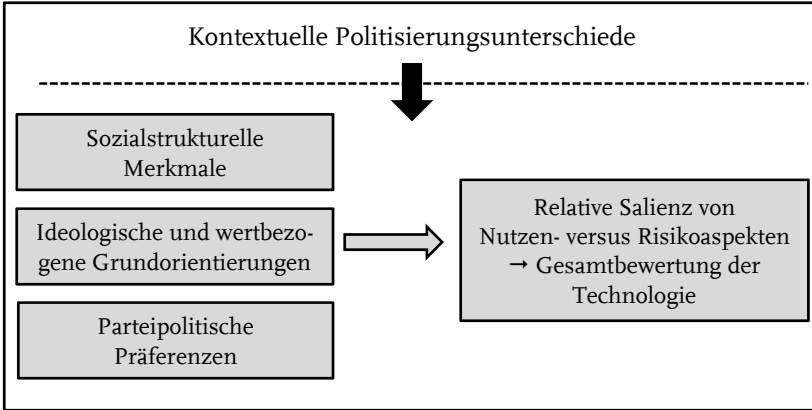 Kontextuelle Politisierungsunterschiede
Sozialstrukturelle
Merkmale
Ideologische und wertbezo-
gene Grundorientierungen
Parteipolitische
Präferenzen
Relative Salienz von
Nutzen- versus Risikoaspekten
→ Gesamtbewertung der
Technologie